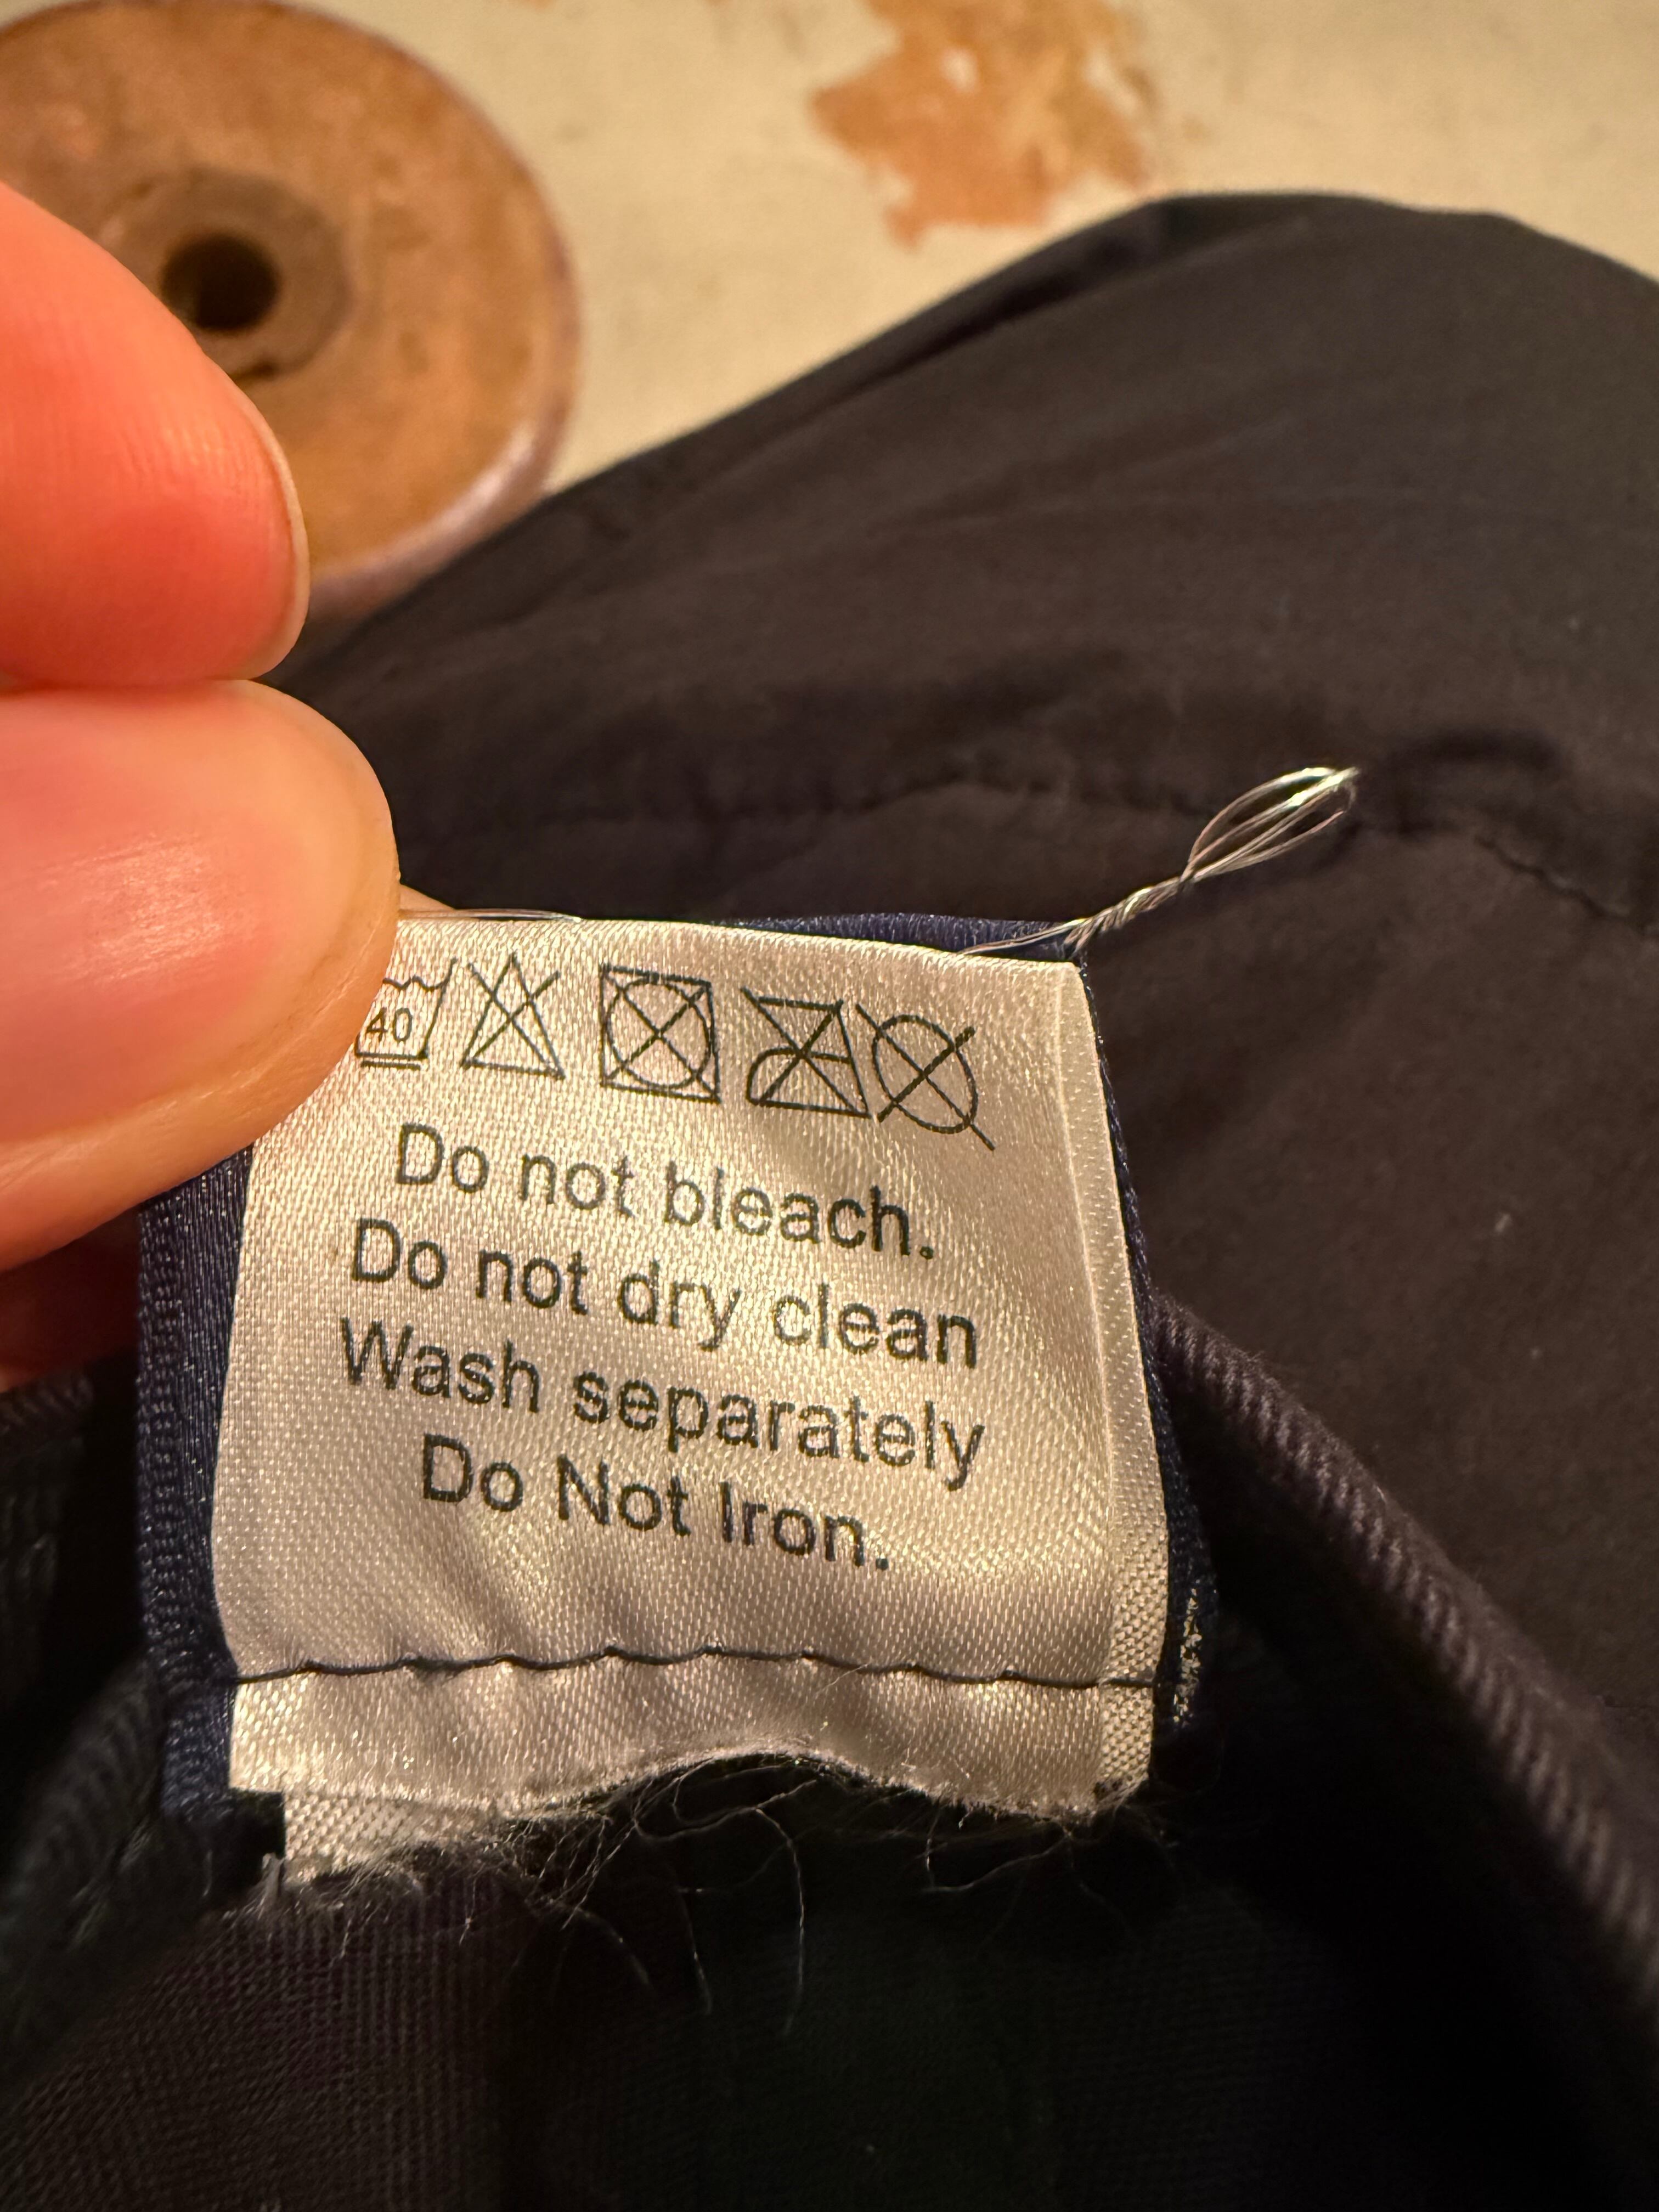 40
Do not bleach.
Do not dry clean
Wash separately
Do Not Iron.